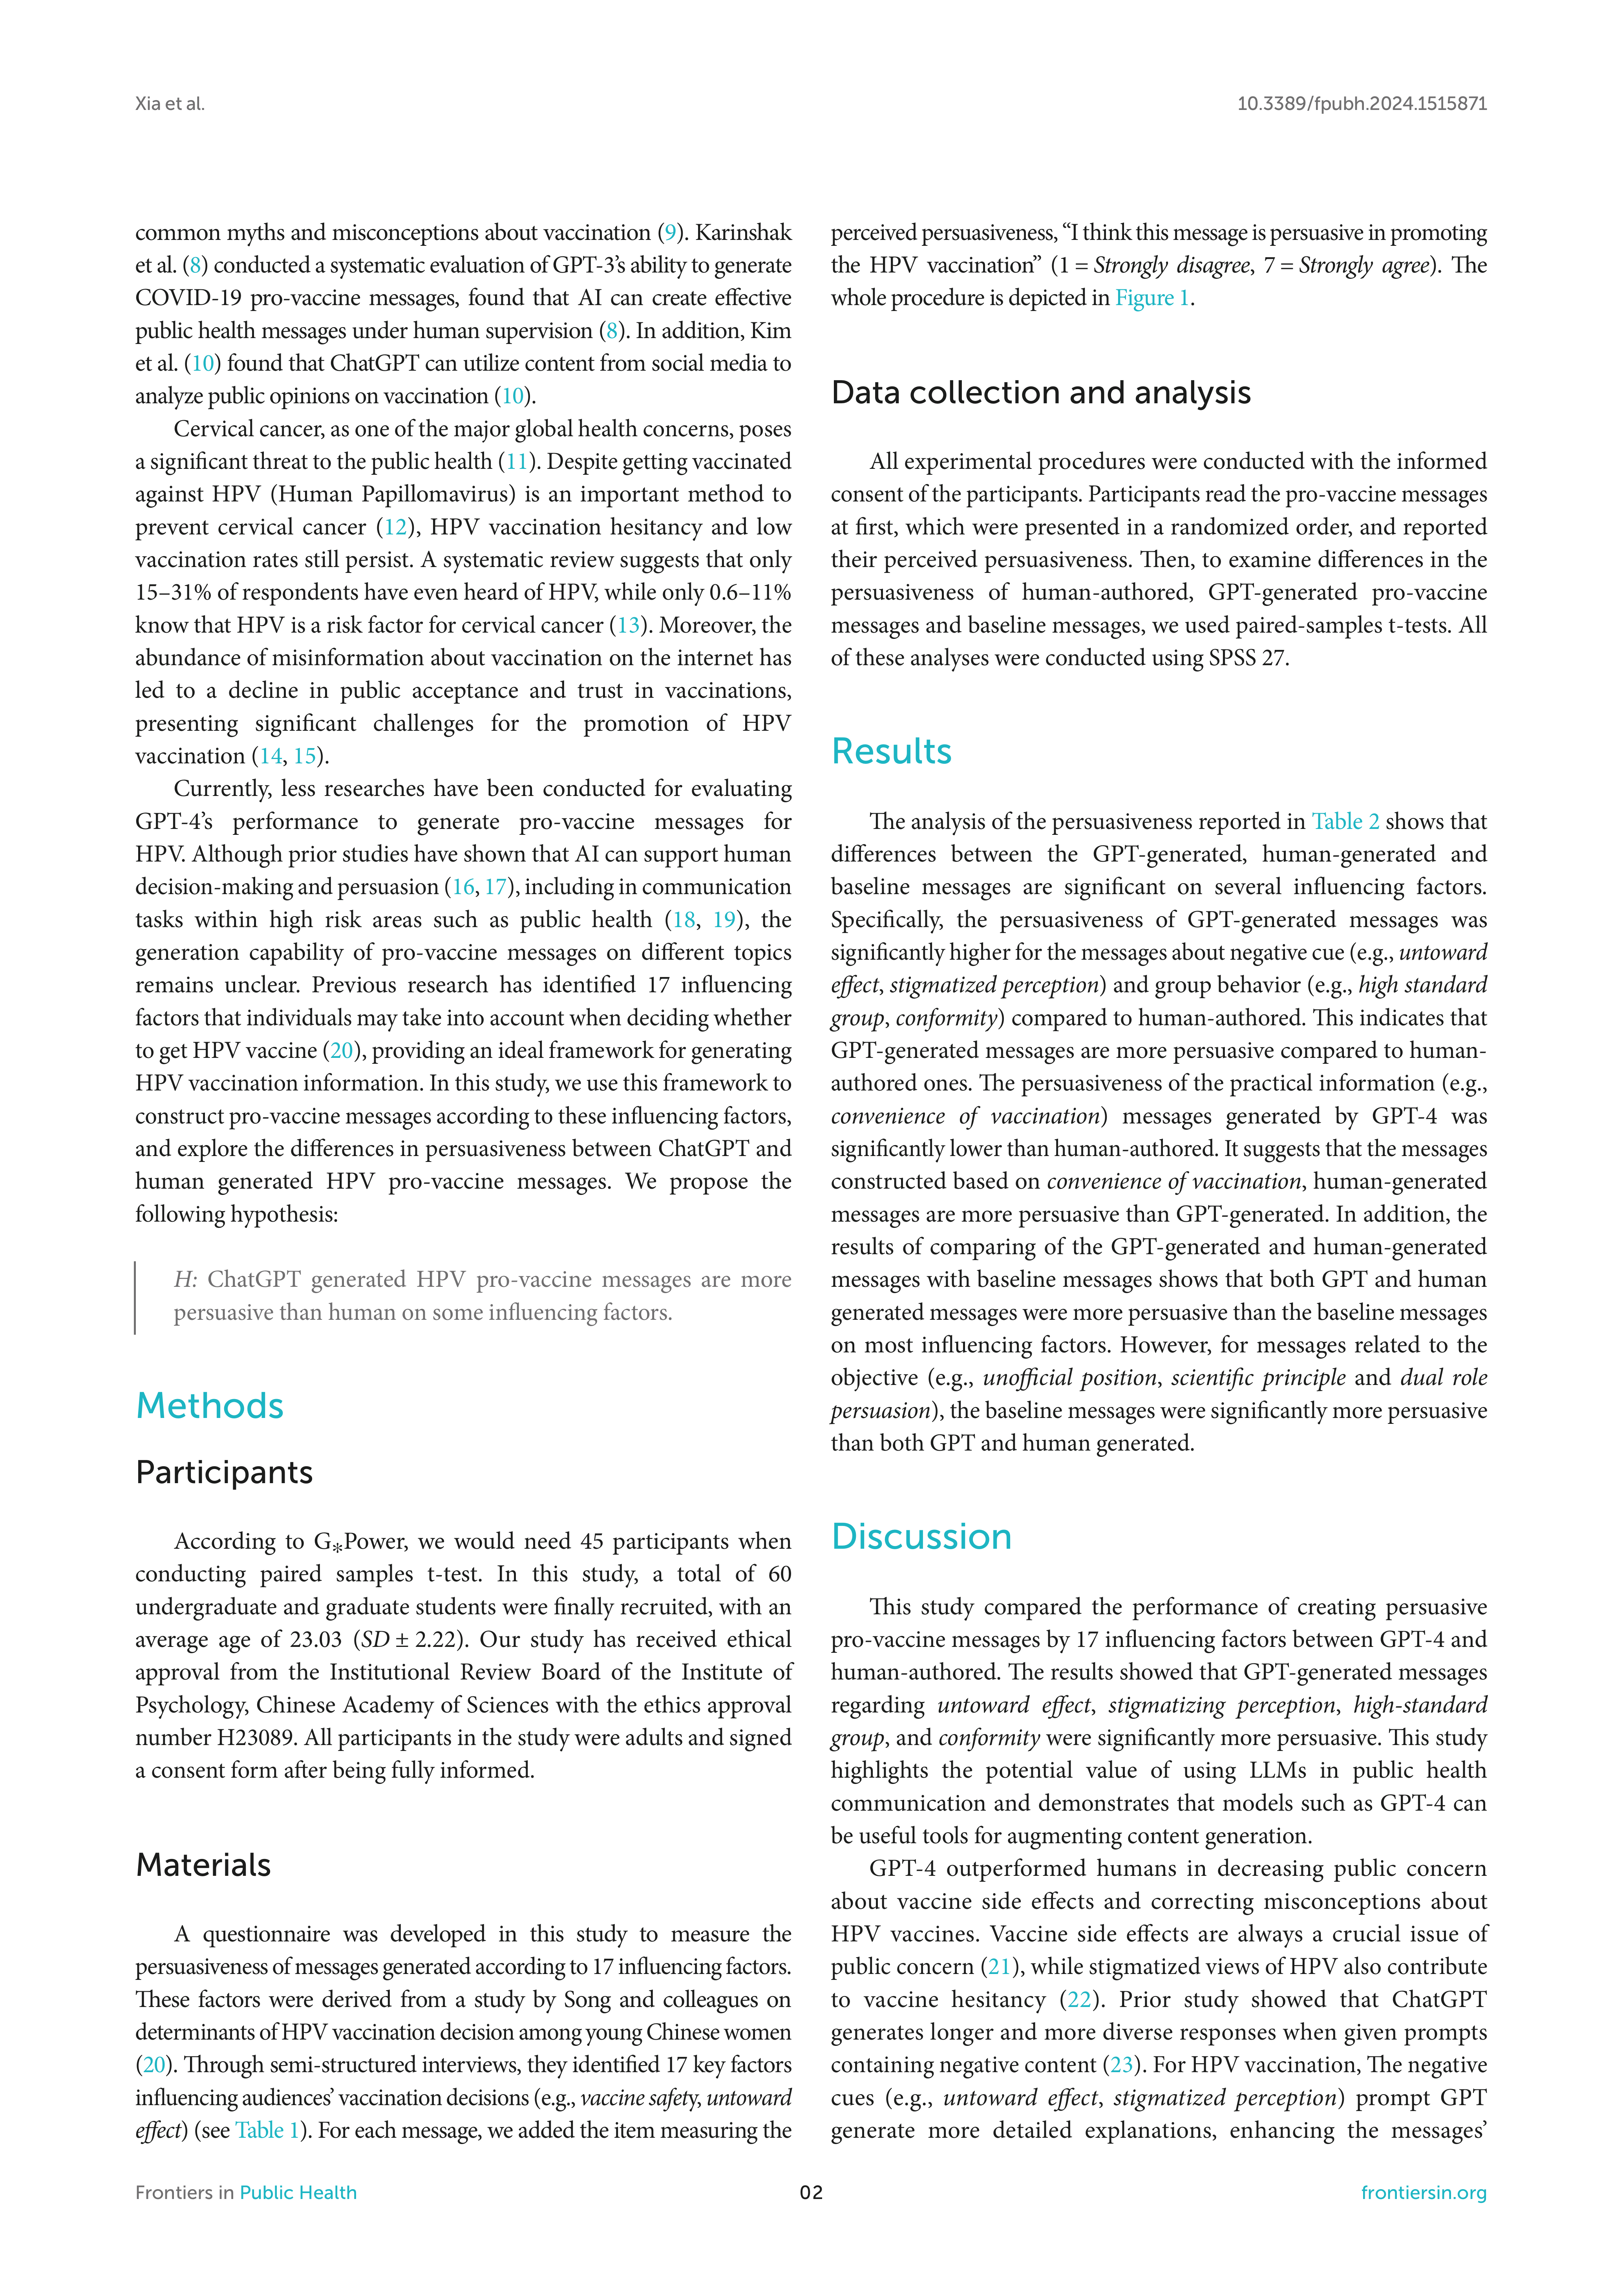 Xia et al.
10.3389/fpubh.2024.1515871
common myths and misconceptions about vaccination (9). Karinshak
et al. (8) conducted a systematic evaluation of GPT-3’s ability to generate
COVID-19 pro-vaccine messages, found that AI can create effective
public health messages under human supervision (8). In addition, Kim
et al. (10) found that ChatGPT can utilize content from social media to
analyze public opinions on vaccination (10).
Cervical cancer, as one of the major global health concerns, poses
a significant threat to the public health (11). Despite getting vaccinated
against HPV (Human Papillomavirus) is an important method to
prevent cervical cancer (12), HPV vaccination hesitancy and low
vaccination rates still persist. A systematic review suggests that only
15–31% of respondents have even heard of HPV, while only 0.6–11%
know that HPV is a risk factor for cervical cancer (13). Moreover, the
abundance of misinformation about vaccination on the internet has
led to a decline in public acceptance and trust in vaccinations,
presenting significant challenges for the promotion of HPV
vaccination (14, 15).
Currently, less researches have been conducted for evaluating
GPT-4’s performance to generate pro-vaccine messages for
HPV. Although prior studies have shown that AI can support human
decision-making and persuasion (16, 17), including in communication
tasks within high risk areas such as public health (18, 19), the
generation capability of pro-vaccine messages on different topics
remains unclear. Previous research has identified 17 influencing
factors that individuals may take into account when deciding whether
to get HPV vaccine (20), providing an ideal framework for generating
HPV vaccination information. In this study, we use this framework to
construct pro-vaccine messages according to these influencing factors,
and explore the differences in persuasiveness between ChatGPT and
human generated HPV pro-vaccine messages. We propose the
following hypothesis:
H: ChatGPT generated HPV pro-vaccine messages are more
persuasive than human on some influencing factors.
Methods
Participants
According to G*Power, we would need 45 participants when
conducting paired samples t-test. In this study, a total of 60
undergraduate and graduate students were finally recruited, with an
average age of 23.03 (SD ± 2.22). Our study has received ethical
approval from the Institutional Review Board of the Institute of
Psychology, Chinese Academy of Sciences with the ethics approval
number H23089. All participants in the study were adults and signed
a consent form after being fully informed.
Materials
A questionnaire was developed in this study to measure the
persuasiveness of messages generated according to 17 influencing factors.
These factors were derived from a study by Song and colleagues on
determinants of HPV vaccination decision among young Chinese women
(20). Through semi-structured interviews, they identified 17 key factors
influencing audiences’ vaccination decisions (e.g., vaccine safety, untoward
effect) (see Table 1). For each message, we added the item measuring the
perceived persuasiveness, “I think this message is persuasive in promoting
the HPV vaccination” (1 = Strongly disagree, 7 = Strongly agree). The
whole procedure is depicted in Figure 1.
Data collection and analysis
All experimental procedures were conducted with the informed
consent of the participants. Participants read the pro-vaccine messages
at first, which were presented in a randomized order, and reported
their perceived persuasiveness. Then, to examine differences in the
persuasiveness of human-authored, GPT-generated pro-vaccine
messages and baseline messages, we used paired-samples t-tests. All
of these analyses were conducted using SPSS 27.
Results
The analysis of the persuasiveness reported in Table 2 shows that
differences between the GPT-generated, human-generated and
baseline messages are significant on several influencing factors.
Specifically, the persuasiveness of GPT-generated messages was
significantly higher for the messages about negative cue (e.g., untoward
effect, stigmatized perception) and group behavior (e.g., high standard
group, conformity) compared to human-authored. This indicates that
GPT-generated messages are more persuasive compared to human-
authored ones. The persuasiveness of the practical information (e.g.,
convenience of vaccination) messages generated by GPT-4 was
significantly lower than human-authored. It suggests that the messages
constructed based on convenience of vaccination, human-generated
messages are more persuasive than GPT-generated. In addition, the
results of comparing of the GPT-generated and human-generated
messages with baseline messages shows that both GPT and human
generated messages were more persuasive than the baseline messages
on most influencing factors. However, for messages related to the
objective (e.g., unofficial position, scientific principle and dual role
persuasion), the baseline messages were significantly more persuasive
than both GPT and human generated.
Discussion
This study compared the performance of creating persuasive
pro-vaccine messages by 17 influencing factors between GPT-4 and
human-authored. The results showed that GPT-generated messages
regarding untoward effect, stigmatizing perception, high-standard
group, and conformity were significantly more persuasive. This study
highlights the potential value of using LLMs in public health
communication and demonstrates that models such as GPT-4 can
be useful tools for augmenting content generation.
GPT-4 outperformed humans in decreasing public concern
about vaccine side effects and correcting misconceptions about
HPV vaccines. Vaccine side effects are always a crucial issue of
public concern (21), while stigmatized views of HPV also contribute
to vaccine hesitancy (22). Prior study showed that ChatGPT
generates longer and more diverse responses when given prompts
containing negative content (23). For HPV vaccination, The negative
cues (e.g., untoward effect, stigmatized perception) prompt GPT
generate more detailed explanations, enhancing the messages’
Frontiers in Public Health
02
frontiersin.org